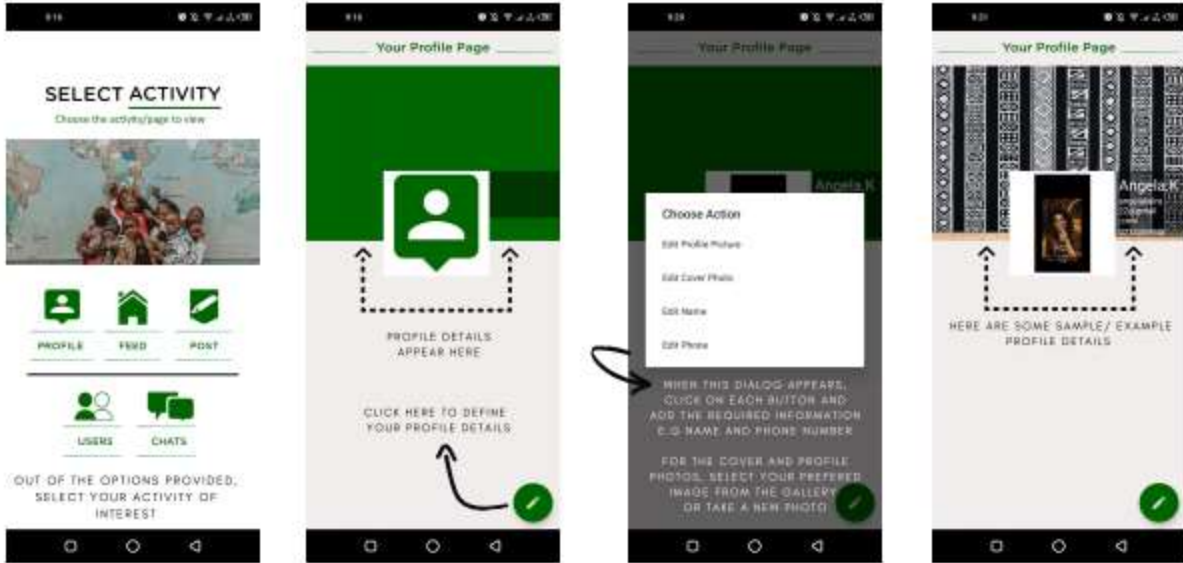 9:16
SELECT ACTIVITY
Choose the activity/page to view
PROFILE
FEED
POST
USERS
CHATS
OUT OF THE OPTIONS PROVIDED,
SELECT YOUR ACTIVITY OF
INTEREST
9:16
Your Profile Page
PROFILE DETAILS
APPEAR HERE
CLICK HERE TO DEFINE
YOUR PROFILE DETAILS
Your Profile Page
Angela.K
Choose Action
Edit Profile Picture
Edit Cover Photo
Edit Name
Edit Phone
WHEN THIS DIALOG APPEARS,
CLICK ON EACH BUTTON AND
ADD THE REQUIRED INFORMATION
E.G NAME AND PHONE NUMBER
FOR THE COVER AND PROFILE
PHOTOS, SELECT YOUR PREFERED
IMAGE FROM THE GALLERY
OR TAKE A NEW PHOTO
Your Profile Page
Angela.K
HERE ARE SOME SAMPLE/ EXAMPLE
PROFILE DETAILS